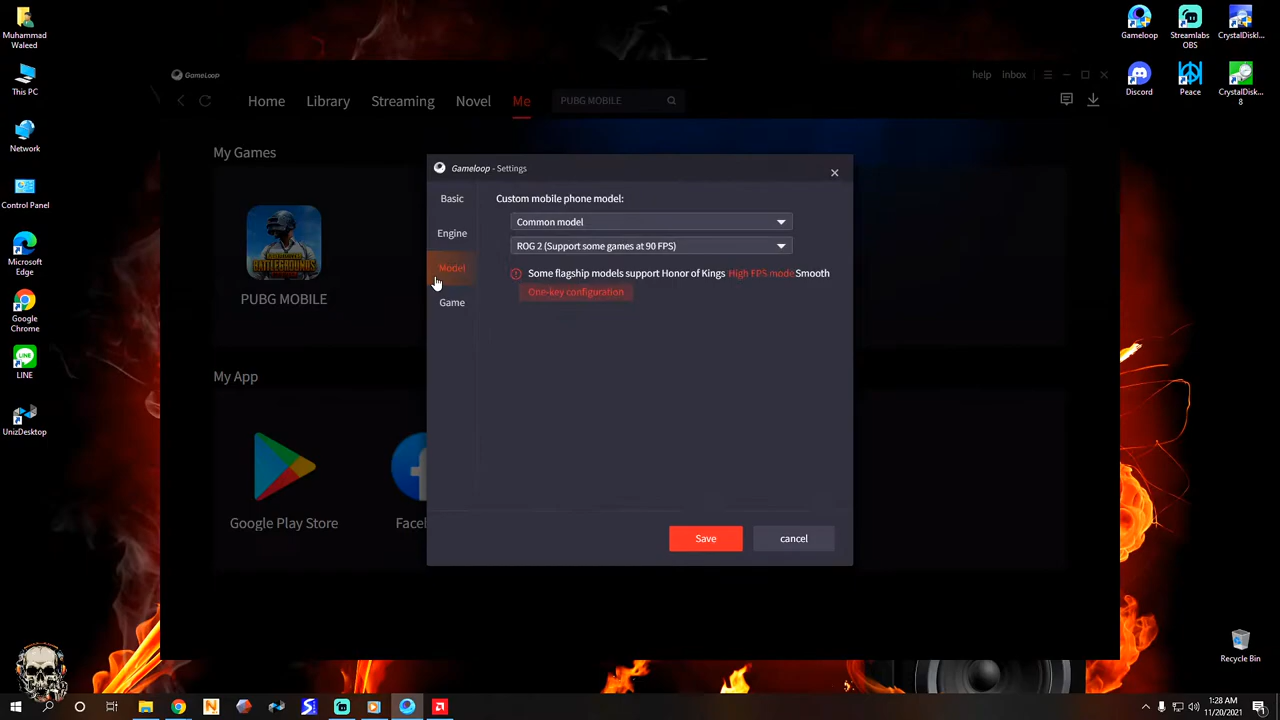 Muhammad
Waleed
This PC
Network
Control Panel
Microsoft
Edge
Google
Chrome
LINE
UnizDesktop
Gameloop
Streamlabs
OBS
CrystalDiskI...
Discord
Peace
CrystalDisk...
8
Recycle Bin
GameLoop
help
inbox
Home
Library
Streaming
Novel
Me
PUBG MOBILE
My Games
PUBG MOBILE
My App
Google Play Store
Facel
Gameloop - Settings
Basic
Engine
Model
Game
Custom mobile phone model:
Common model
ROG 2 (Support some games at 90 FPS)
Some flagship models support Honor of Kings High FPS mode Smooth
One-key configuration
Save
cancel
1:28 AM
11/20/2021